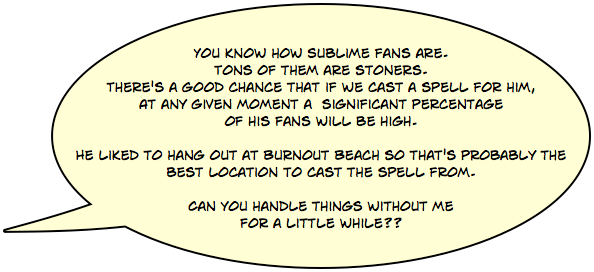 YOU KNOW HOW SUBLIME FANS ARE.
TONS OF THEM ARE STONERS.
THERE'S A GOOD CHANCE THAT IF WE CAST A SPELL FOR HIM,
AT ANY GIVEN MOMENT A SIGNIFICANT PERCENTAGE
OF HIS FANS WILL BE HIGH.
HE LIKED TO HANG OUT AT BURNOUT BEACH SO THAT'S PROBABLY THE
BEST LOCATION TO CAST THE SPELL FROM.
CAN YOU HANDLE THINGS WITHOUT ME
FOR A LITTLE WHILE??